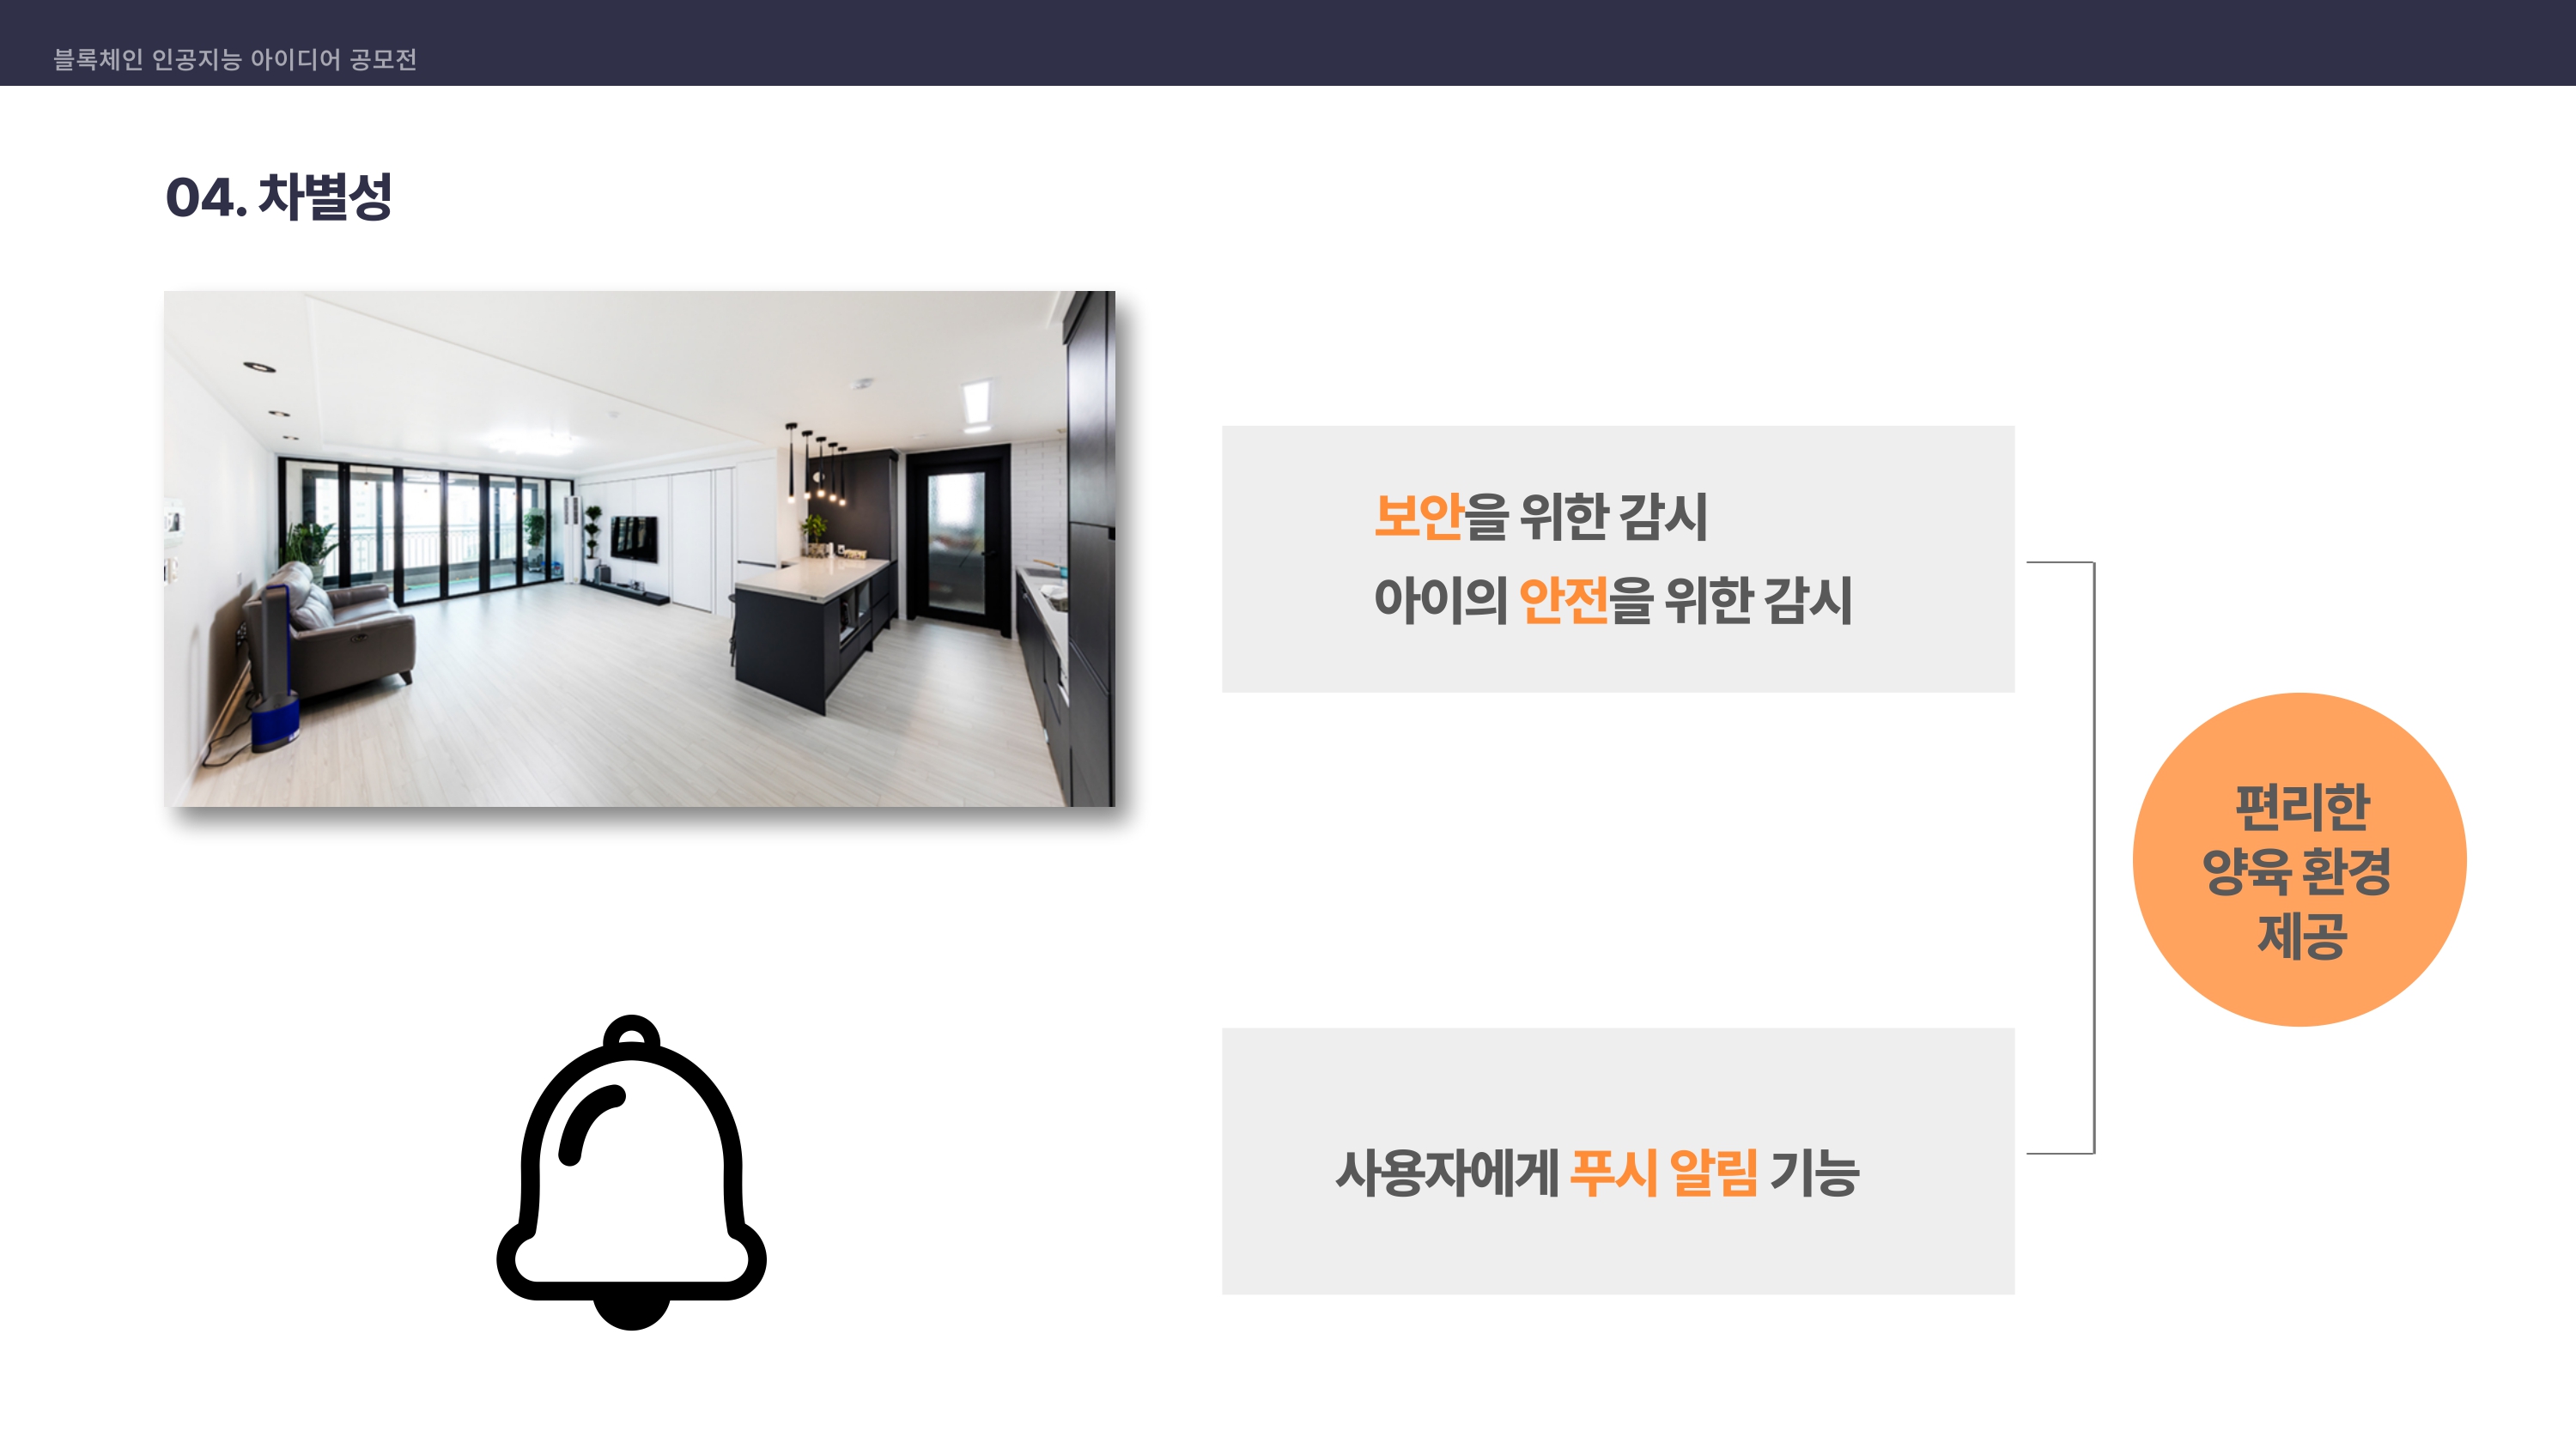 블록체인 인공지능 아이디어 공모전
04. 차별성
보안을 위한 감시
아이의 안전을 위한 감시
편리한
양육 환경
제공
사용자에게 푸시 알림 기능